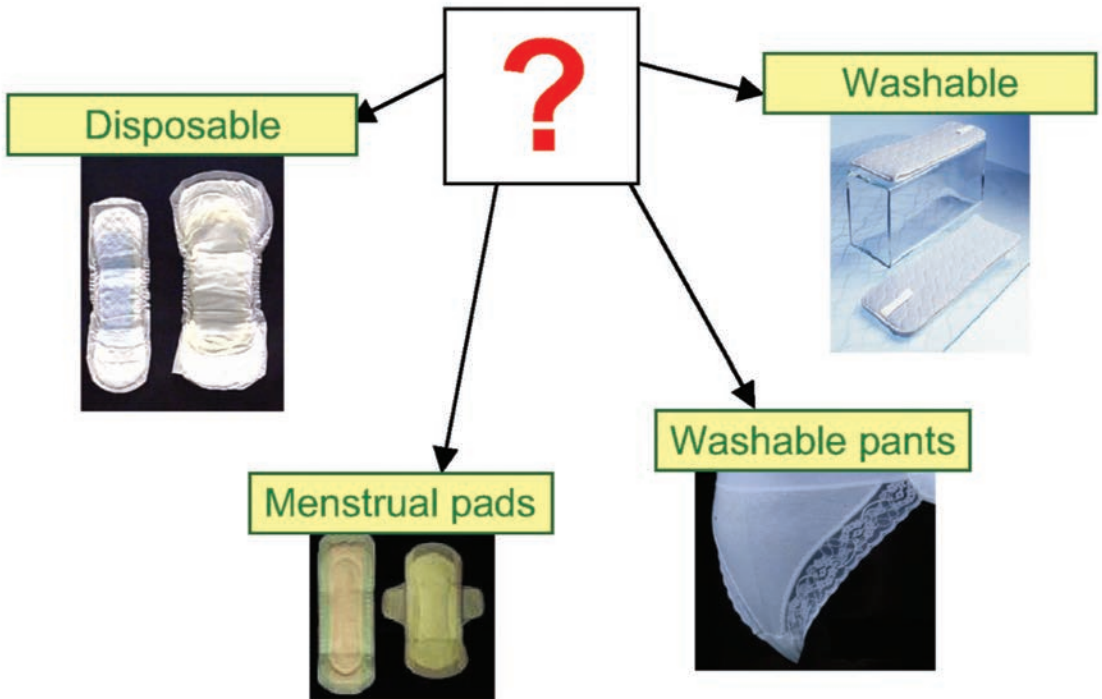 ?
Disposable
Washable
Menstrual pads
Washable pants